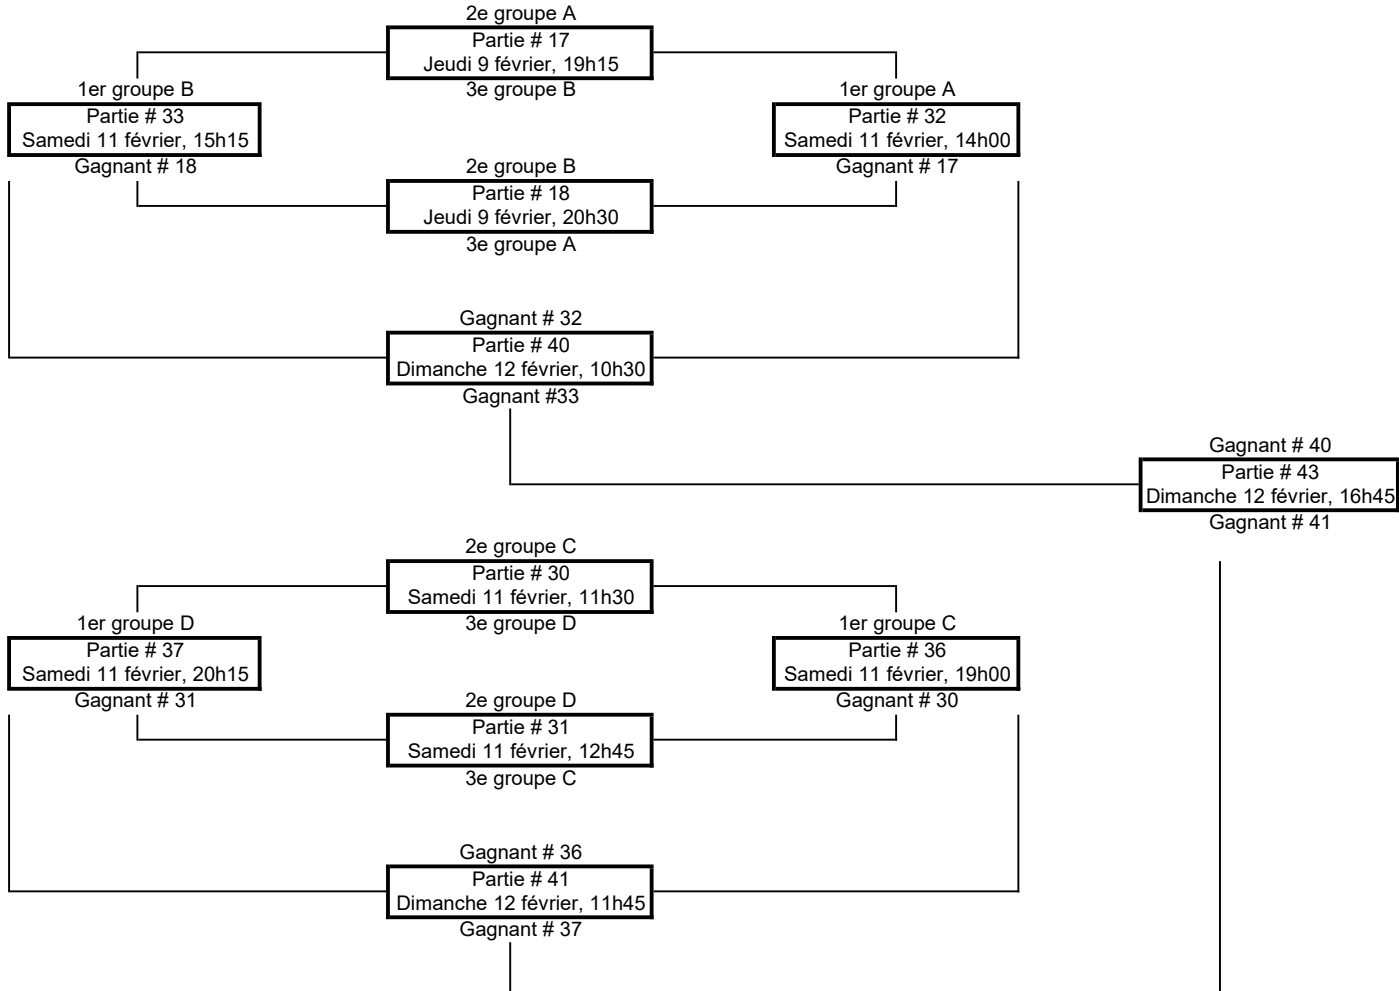 2e groupe A
Partie # 17
Jeudi 9 février, 19h15
3e groupe B
1er groupe B
Partie # 33
Samedi 11 février, 15h15
Gagnant # 18
1er groupe A
Partie # 32
Samedi 11 février, 14h00
Gagnant # 17
2e groupe B
Partie # 18
Jeudi 9 février, 20h30
3e groupe A
Gagnant # 32
Partie # 40
Dimanche 12 février, 10h30
Gagnant #33
Gagnant # 40
Partie # 43
Dimanche 12 février, 16h45
Gagnant # 41
2e groupe C
Partie # 30
Samedi 11 février, 11h30
3e groupe D
1er groupe D
Partie # 37
Samedi 11 février, 20h15
Gagnant # 31
1er groupe C
Partie # 36
Samedi 11 février, 19h00
Gagnant # 30
2e groupe D
Partie # 31
Samedi 11 février, 12h45
3e groupe C
Gagnant # 36
Partie # 41
Dimanche 12 février, 11h45
Gagnant # 37